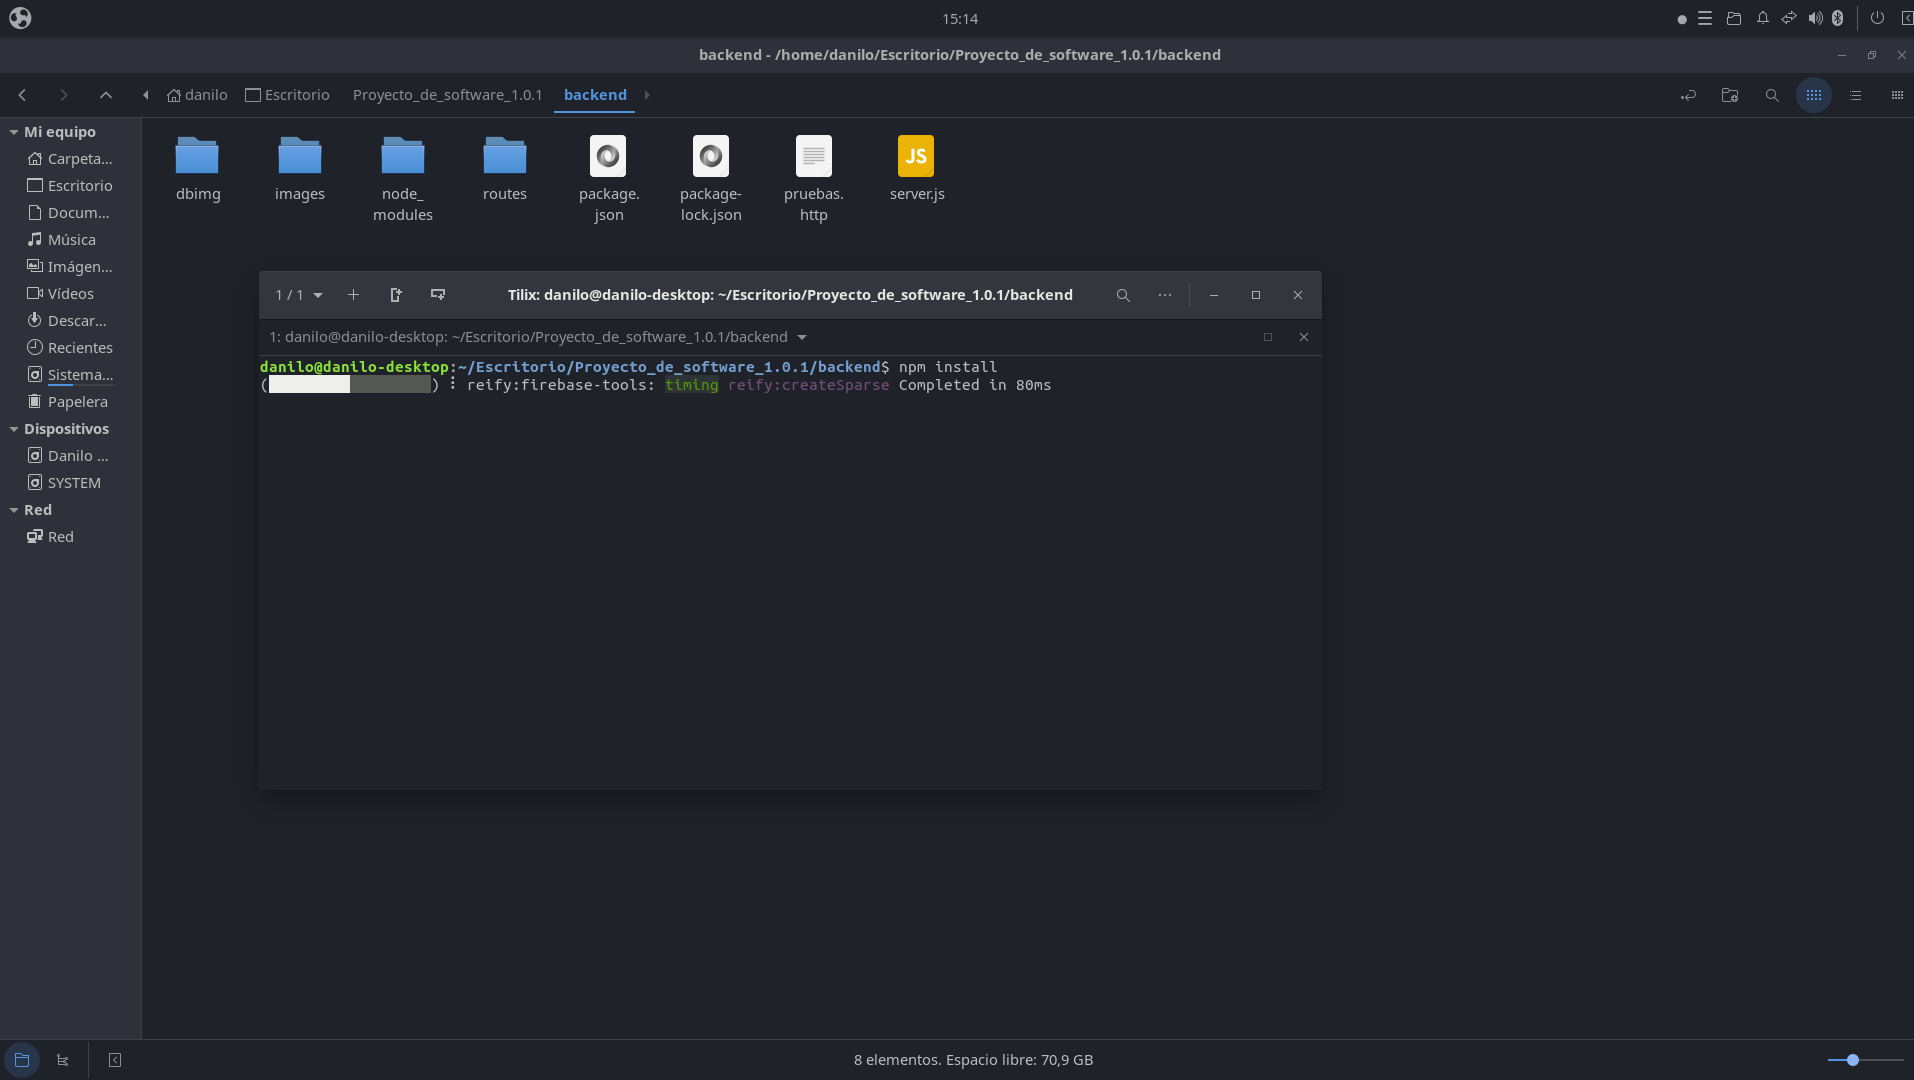 15:14
backend - /home/danilo/Escritorio/Proyecto_de_software_1.0.1/backend
danilo Escritorio Proyecto_de_software_1.0.1 backend
Mi equipo
Carpeta...
Escritorio
Docum...
Música
Imágen...
Vídeos
Descar...
Recientes
Sistema...
Papelera
Dispositivos
Danilo ...
SYSTEM
Red
Red
dbimg
images
node_
modules
routes
package.
json
package-
lock.json
pruebas.
http
JS
server.js
1 / 1
Tilix: danilo@danilo-desktop: ~/Escritorio/Proyecto_de_software_1.0.1/backend
1: danilo@danilo-desktop: ~/Escritorio/Proyecto_de_software_1.0.1/backend
danilo@danilo-desktop:~/Escritorio/Proyecto_de_software_1.0.1/backend$ npm install
( ) ⠸ reify:firebase-tools: timing reify:createSparse Completed in 80ms
8 elementos. Espacio libre: 70,9 GB